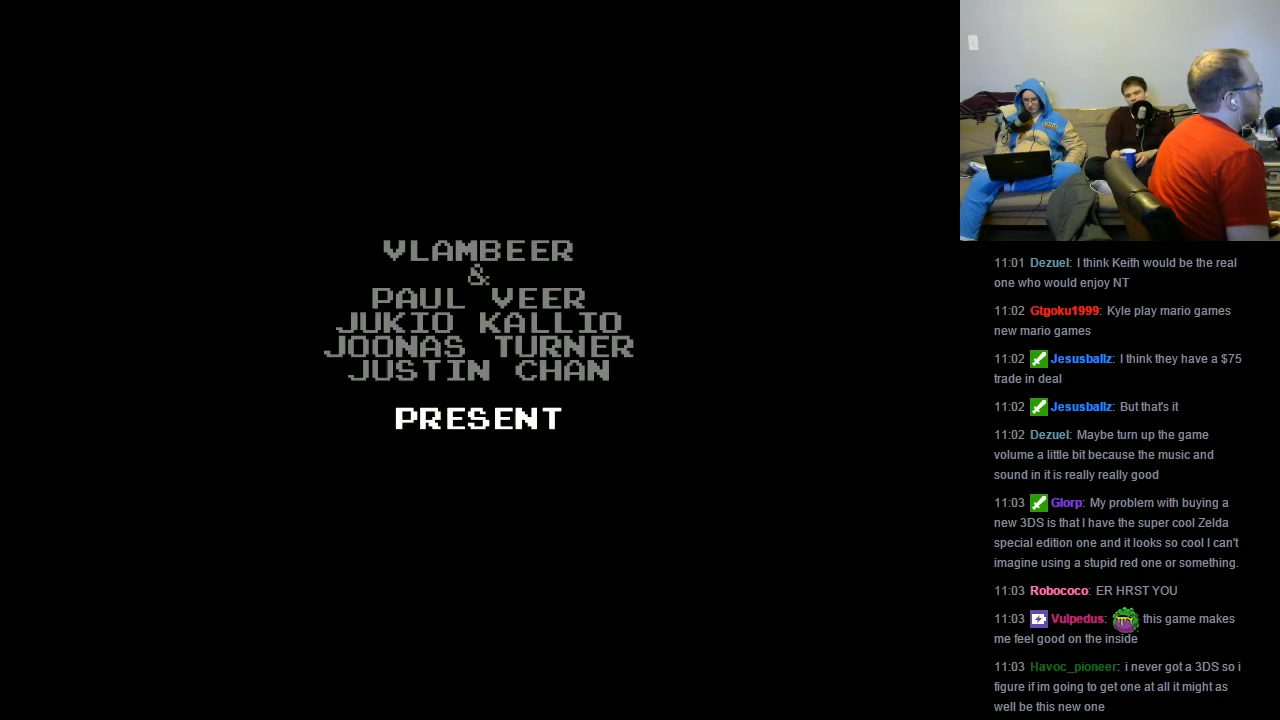 VLAMBEER
&
PAUL VEER
JUKIO KALLIO
JOONAS TURNER
JUSTIN CHAN
PRESENT
11:01 Dezuel: I think Keith would be the real
one who would enjoy NT
11:02 Gtgoku1999: Kyle play mario games
new mario games
11:02 Jesusballz: I think they have a $75
trade in deal
11:02 Jesusballz: But that's it
11:02 Dezuel: Maybe turn up the game
volume a little bit because the music and
sound in it is really really good
11:03 Glorp: My problem with buying a
new 3DS is that I have the super cool Zelda
special edition one and it looks so cool I can't
imagine using a stupid red one or something.
11:03 Robococo: ER HRST YOU
11:03 Vulpedus: this game makes
me feel good on the inside
11:03 Havoc_pioneer: i never got a 3DS so i
figure if im going to get one at all it might as
well be this new one